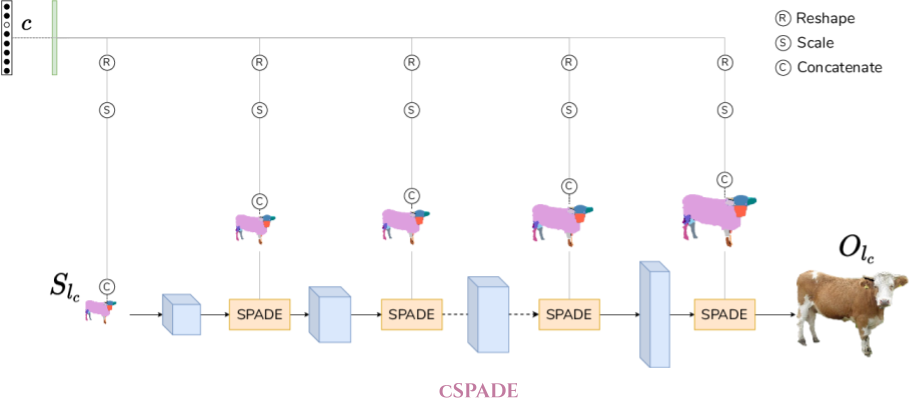 c
R Reshape
S Scale
C Concatenate
R R R R R
S S S S S
C
C
C
C
O_{l_c}
S_{l_c}
C
SPADE SPADE SPADE SPADE
cSPADE